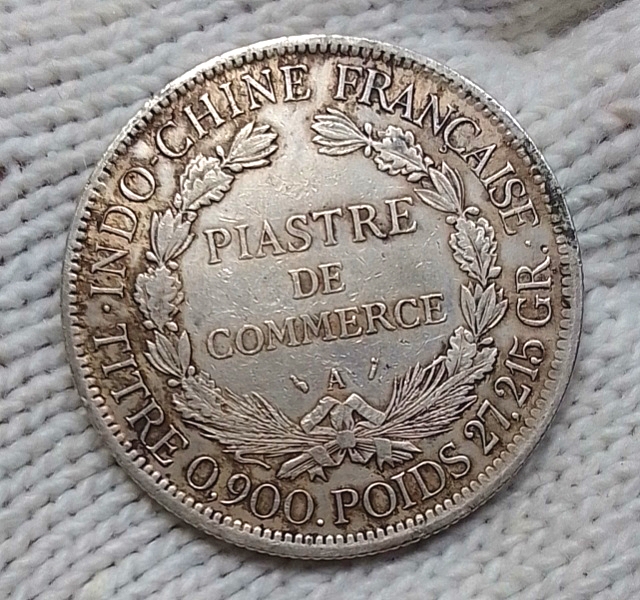 INDO-CHINE FRANÇAISE
PIASTRE
DE
COMMERCE
A
· TITRE 0,900. POIDS 27,215 GR.